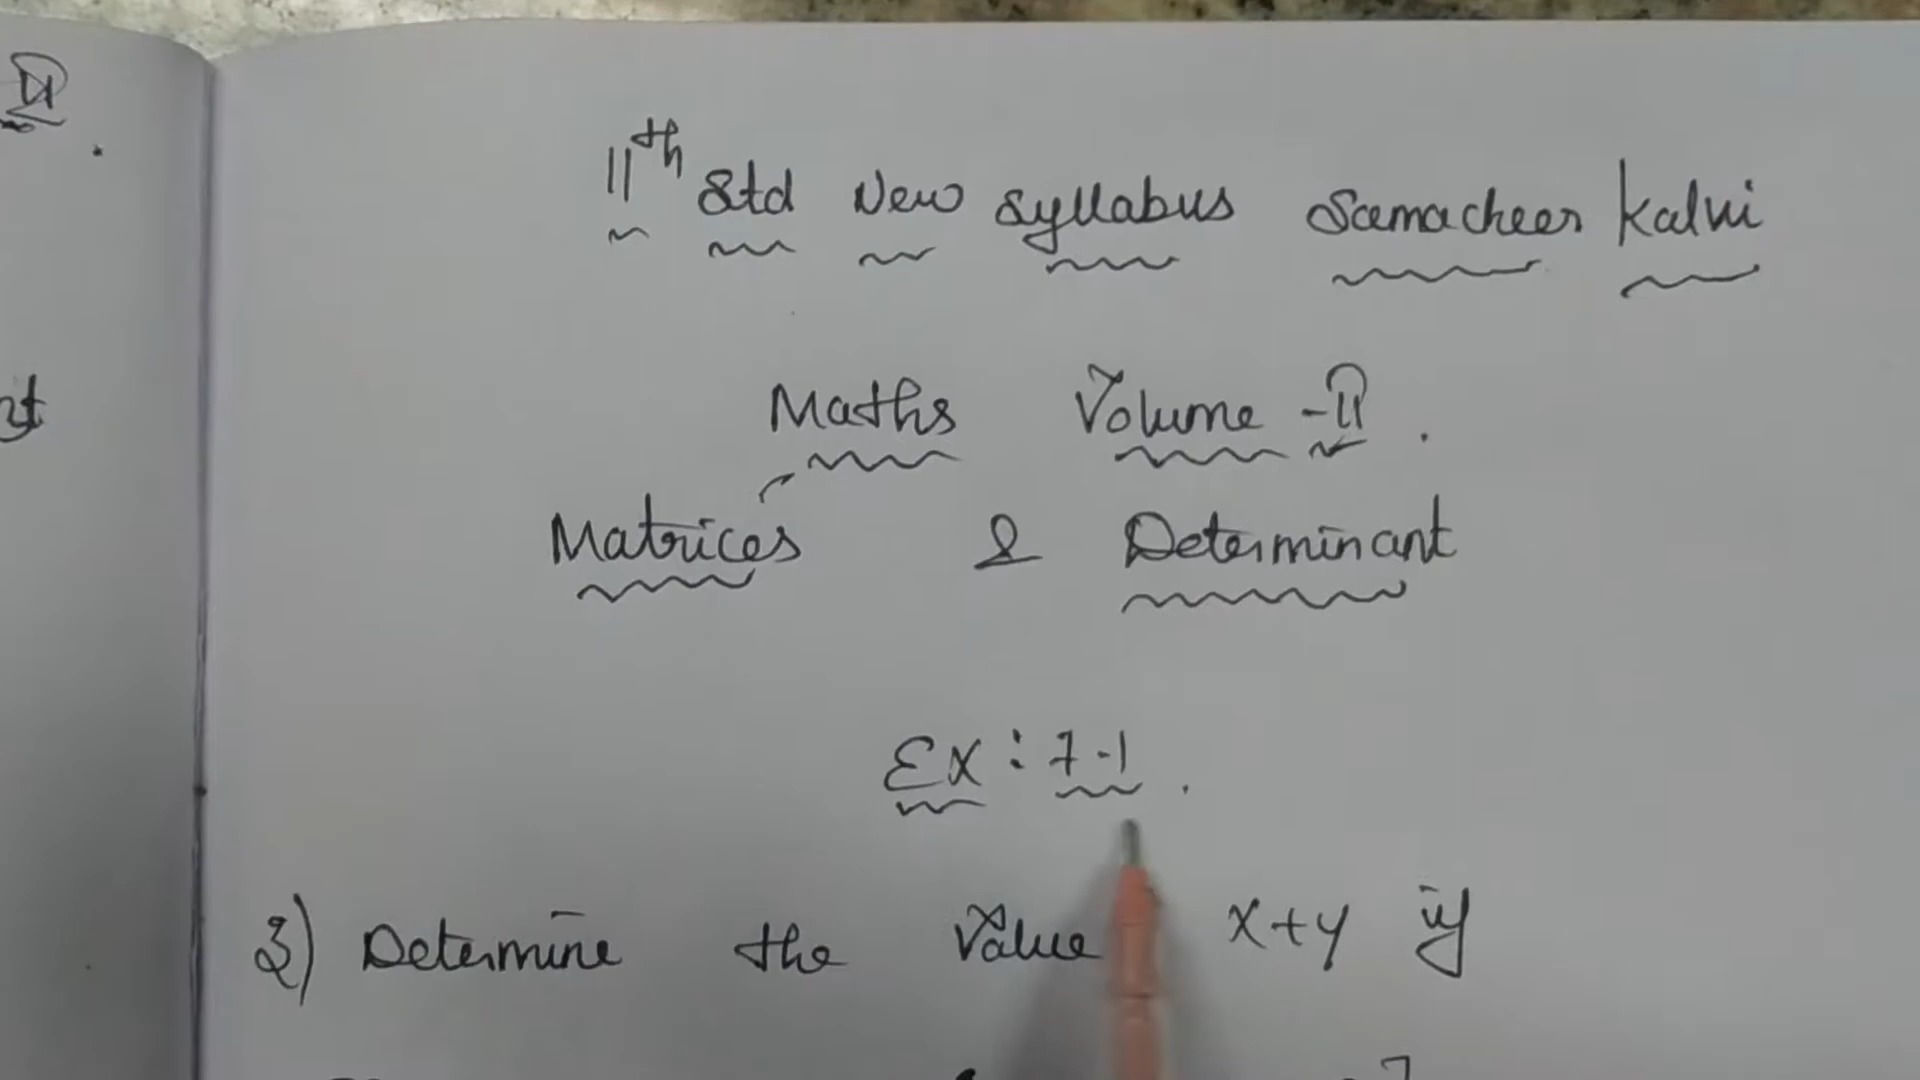 11th Std New Syllabus Samacheer Kalvi
Maths Volume - II.
Matrices & Determinant
Ex: 7.1.
3) Determine the Value x+y if